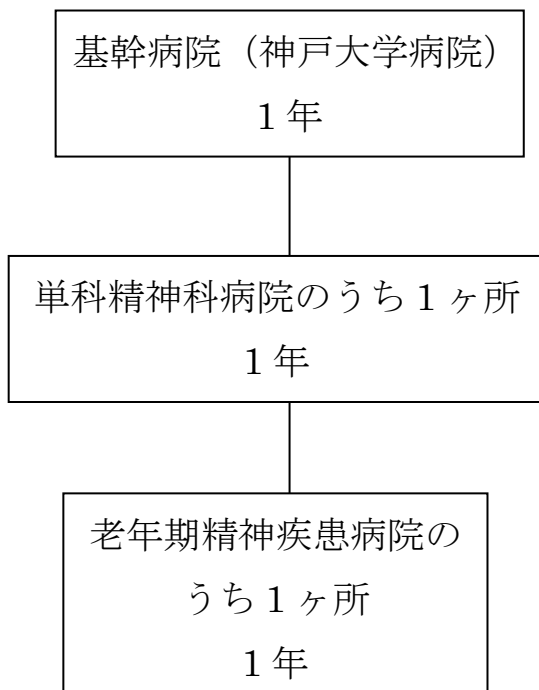 基幹病院（神戸大学病院）
１年
単科精神科病院のうち１ヶ所
１年
老年期精神疾患病院の
うち１ヶ所
１年